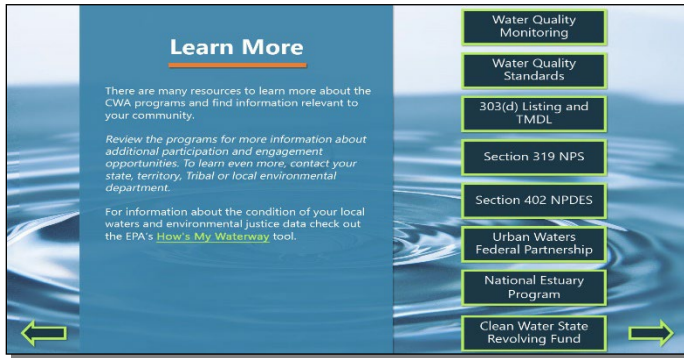 Learn More
There are many resources to learn more about the
CWA programs and find information relevant to
your community.
Review the programs for more information about
additional participation and engagement
opportunities. To learn even more, contact your
state, territory, Tribal or local environmental
department.
For information about the condition of your local
waters and environmental justice data check out
the EPA's How's My Waterway tool.
Water Quality
Monitoring
Water Quality
Standards
303(d) Listing and
TMDL
Section 319 NPS
Section 402 NPDES
Urban Waters
Federal Partnership
National Estuary
Program
Clean Water State
Revolving Fund